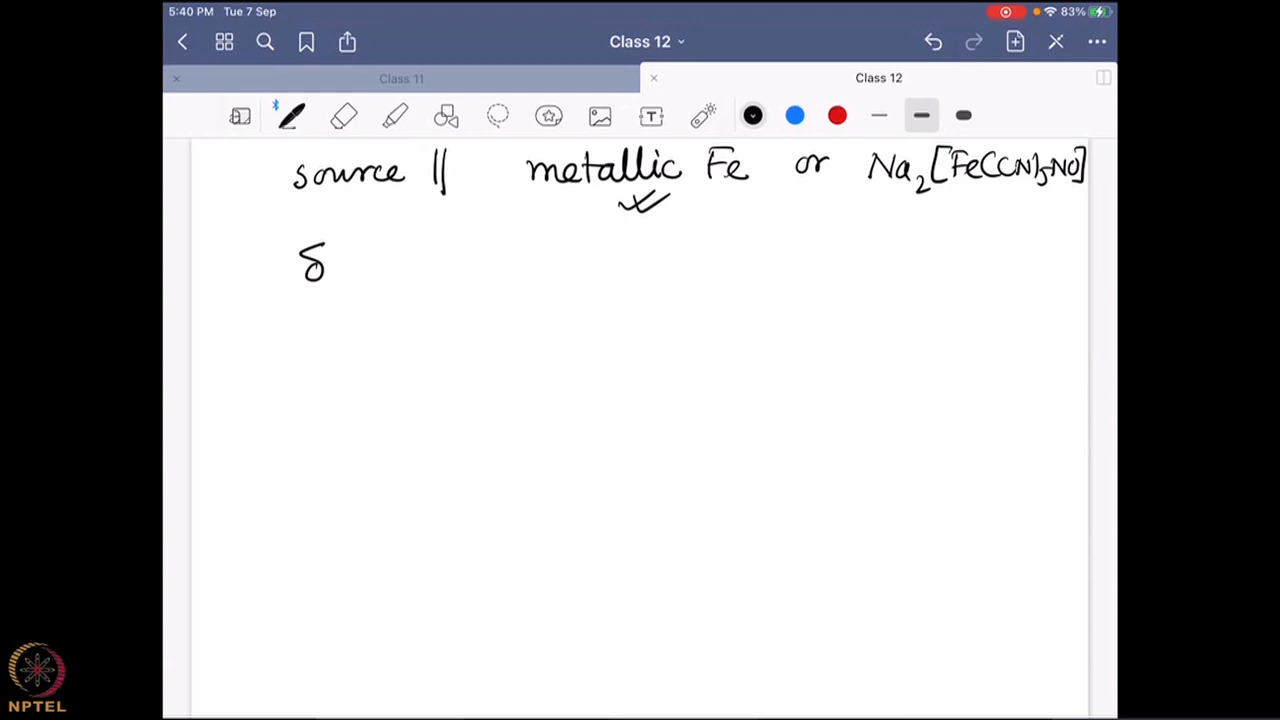 5:40 PM Tue 7 Sep 83%
Class 12
Class 11 Class 12
source || metallic Fe or Na2[Fe(CN)5NO]
δ
NPTEL